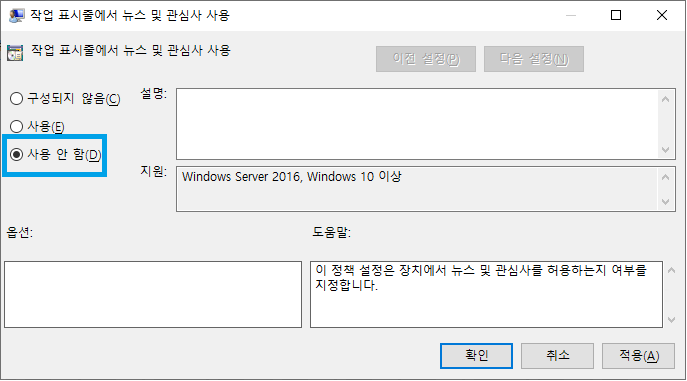 작업 표시줄에서 뉴스 및 관심사 사용
작업 표시줄에서 뉴스 및 관심사 사용
이전 설정(P)
다음 설정(N)
구성되지 않음(C)
설명:
사용(E)
사용 안 함(D)
지원:
Windows Server 2016, Windows 10 이상
옵션:
도움말:
이 정책 설정은 장치에서 뉴스 및 관심사를 허용하는지 여부를
지정합니다.
확인
취소
적용(A)